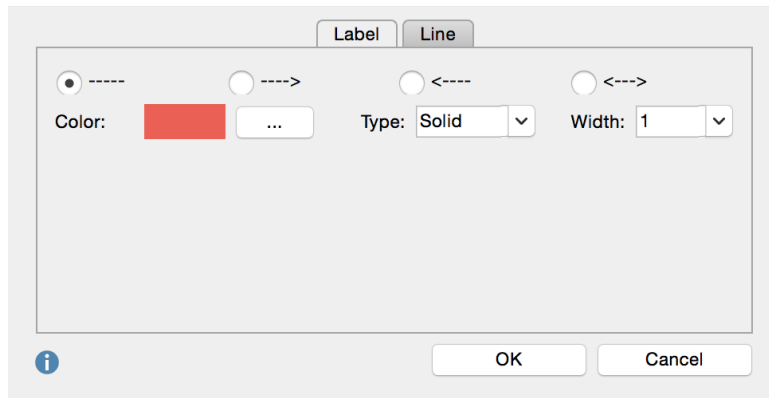 Label Line
----- ----> <---- <--->
Color: ... Type: Solid Width: 1
OK Cancel